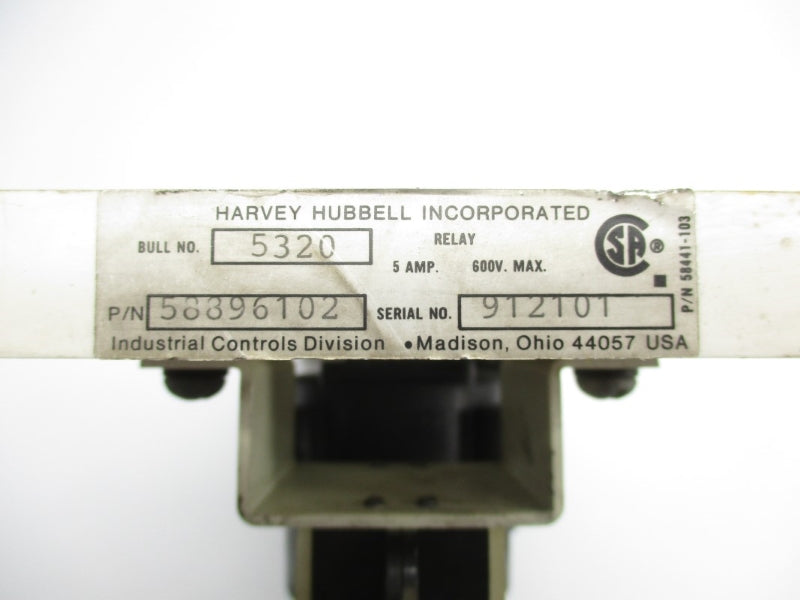 HARVEY HUBBELL INCORPORATED
BULL NO. 5320 RELAY
5 AMP. 600V. MAX.
SA ®
P/N 58896102 SERIAL NO. 912101
Industrial Controls Division • Madison, Ohio 44057 USA
P/N 58441-103